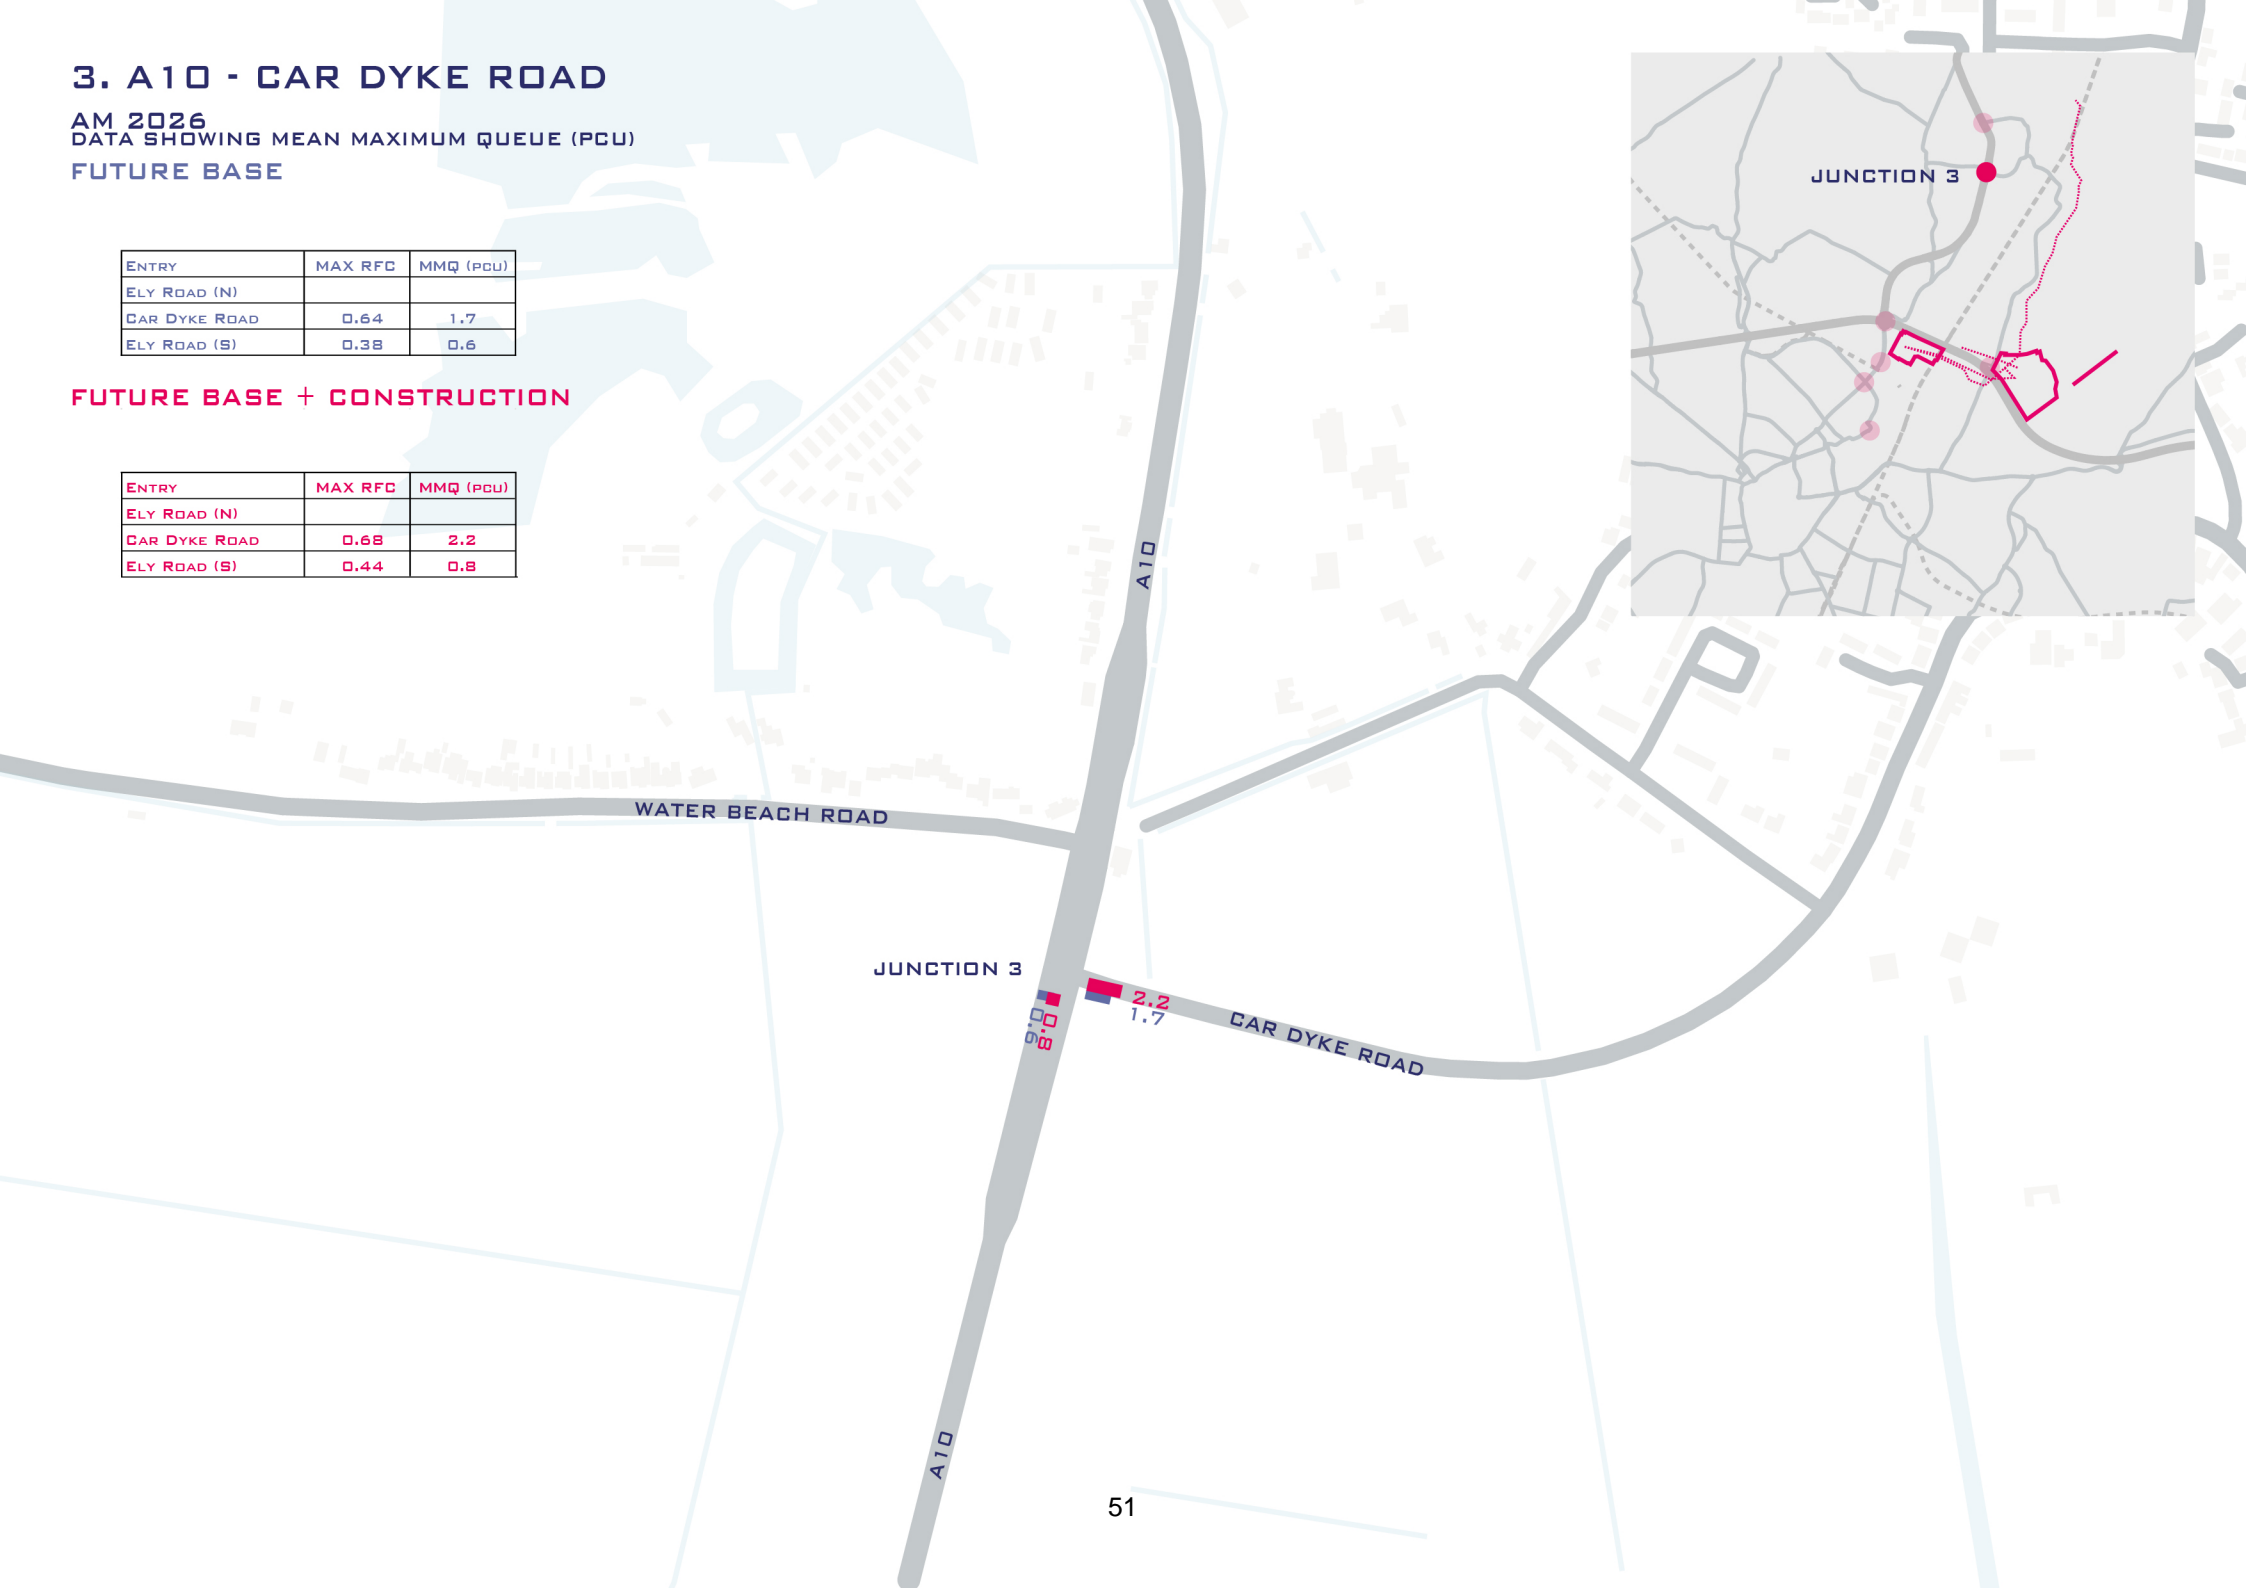 3. A10 - CAR DYKE ROAD
AM 2026
DATA SHOWING MEAN MAXIMUM QUEUE (PCU)
FUTURE BASE
ENTRY MAX RFC MMQ (PCU)
ELY ROAD (N)
CAR DYKE ROAD 0.64 1.7
ELY ROAD (S) 0.38 0.6
FUTURE BASE + CONSTRUCTION
ENTRY MAX RFC MMQ (PCU)
ELY ROAD (N)
CAR DYKE ROAD 0.68 2.2
ELY ROAD (S) 0.44 0.8
JUNCTION 3
A10
WATER BEACH ROAD
JUNCTION 3
2.2
1.7
0.6
0.8
CAR DYKE ROAD
A10
51